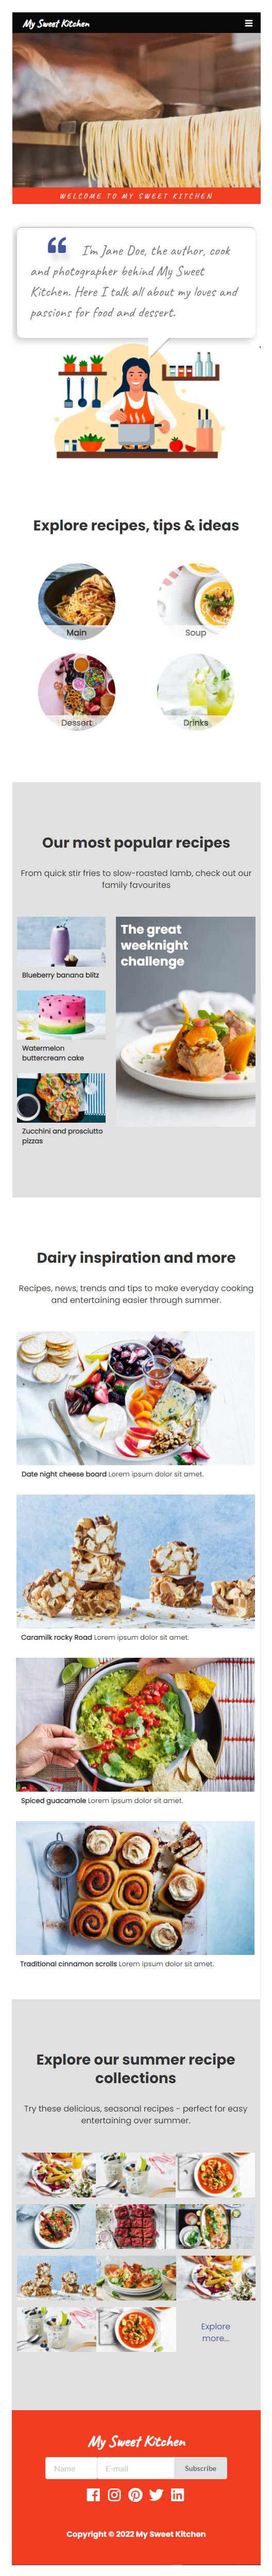 My Sweet Kitchen
WELCOME TO MY SWEET KITCHEN
“ I'm Jane Doe, the author, cook
and photographer behind My Sweet
Kitchen. Here I talk all about my loves and
passions for food and dessert.
Explore recipes, tips & ideas
Main
Soup
Dessert
Drinks
Our most popular recipes
From quick stir fries to slow-roasted lamb, check out our
family favourites
Blueberry banana blitz
Watermelon
buttercream cake
Zucchini and prosciutto
pizzas
The great
weeknight
challenge
Dairy inspiration and more
Recipes, news, trends and tips to make everyday cooking
and entertaining easier through summer.
Date night cheese board Lorem ipsum dolor sit amet.
Caramilk rocky Road Lorem ipsum dolor sit amet.
Spiced guacamole Lorem ipsum dolor sit amet.
Traditional cinnamon scrolls Lorem ipsum dolor sit amet.
Explore our summer recipe
collections
Try these delicious, seasonal recipes - perfect for easy
entertaining over summer.
Explore
more...
My Sweet Kitchen
Name
E-mail
Subscribe
Copyright © 2022 My Sweet Kitchen